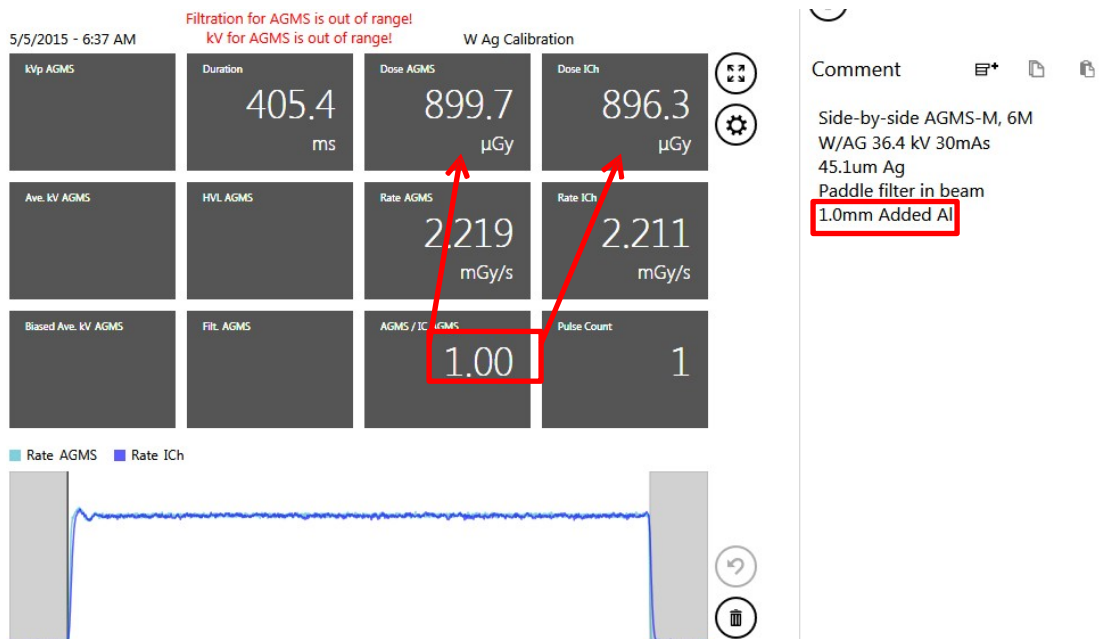 Filtration for AGMS is out of range!
5/5/2015 - 6:37 AM
kV for AGMS is out of range!
W Ag Calibration
kVp AGMS
Duration
405.4
ms
Dose AGMS
899.7
µGy
Dose ICh
896.3
µGy
Ave. kV AGMS
HVL AGMS
Rate AGMS
2.219
mGy/s
Rate ICh
2.211
mGy/s
Biased Ave. kV AGMS
Filt. AGMS
AGMS / IC AGMS
1.00
Pulse Count
1
Rate AGMS
Rate ICh
Comment
Side-by-side AGMS-M, 6M
W/AG 36.4 kV 30mAs
45.1um Ag
Paddle filter in beam
1.0mm Added Al